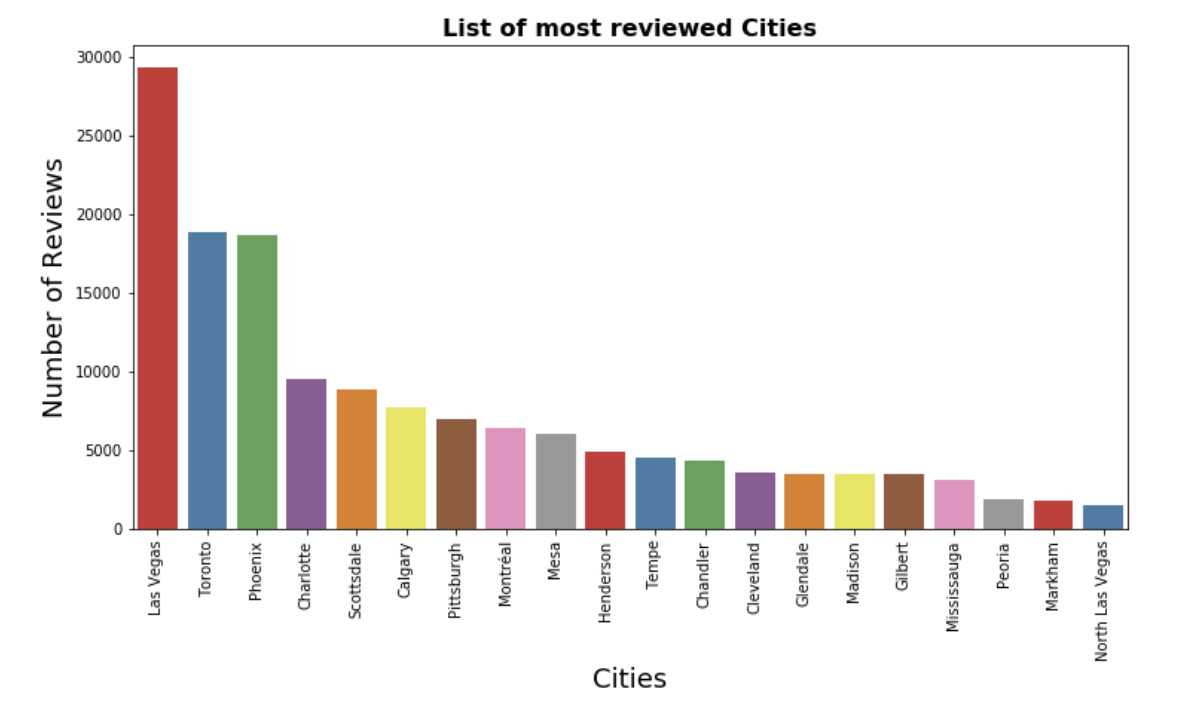 List of most reviewed Cities
Number of Reviews
30000
25000
20000
15000
10000
5000
0
Las Vegas
Toronto
Phoenix
Charlotte
Scottsdale
Calgary
Pittsburgh
Montréal
Mesa
Henderson
Tempe
Chandler
Cleveland
Glendale
Madison
Gilbert
Mississauga
Peoria
Markham
North Las Vegas
Cities